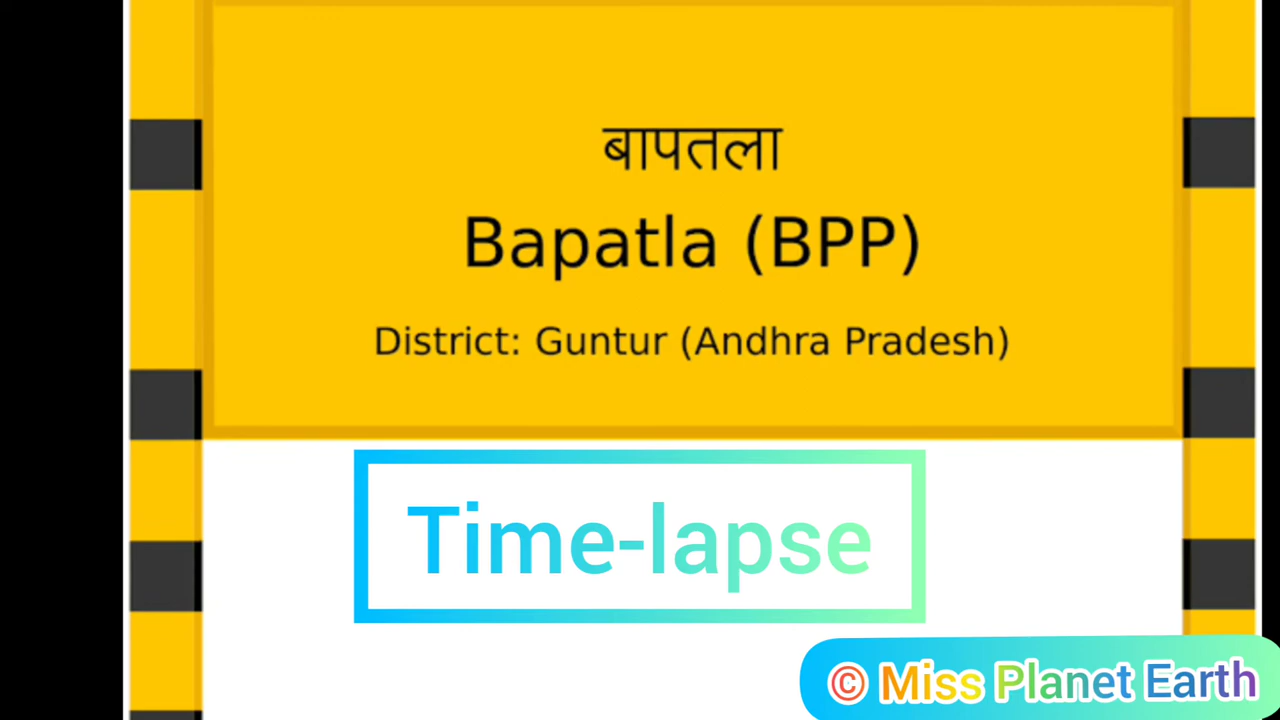 बापतला
Bapatla (BPP)
District: Guntur (Andhra Pradesh)
Time-lapse
© Miss Planet Earth